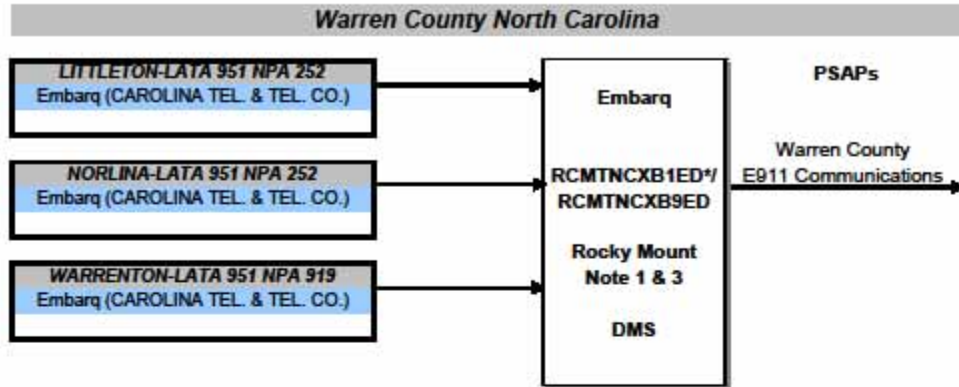 Warren County North Carolina
LITTLETON-LATA 951 NPA 252
Embarq (CAROLINA TEL. & TEL. CO.)
NORLINA-LATA 951 NPA 252
Embarq (CAROLINA TEL. & TEL. CO.)
WARRENTON-LATA 951 NPA 919
Embarq (CAROLINA TEL. & TEL. CO.)
Embarq
RCMTNCXB1ED*/
RCMTNCXB9ED
Rocky Mount
Note 1 & 3
DMS
PSAPs
Warren County
E911 Communications